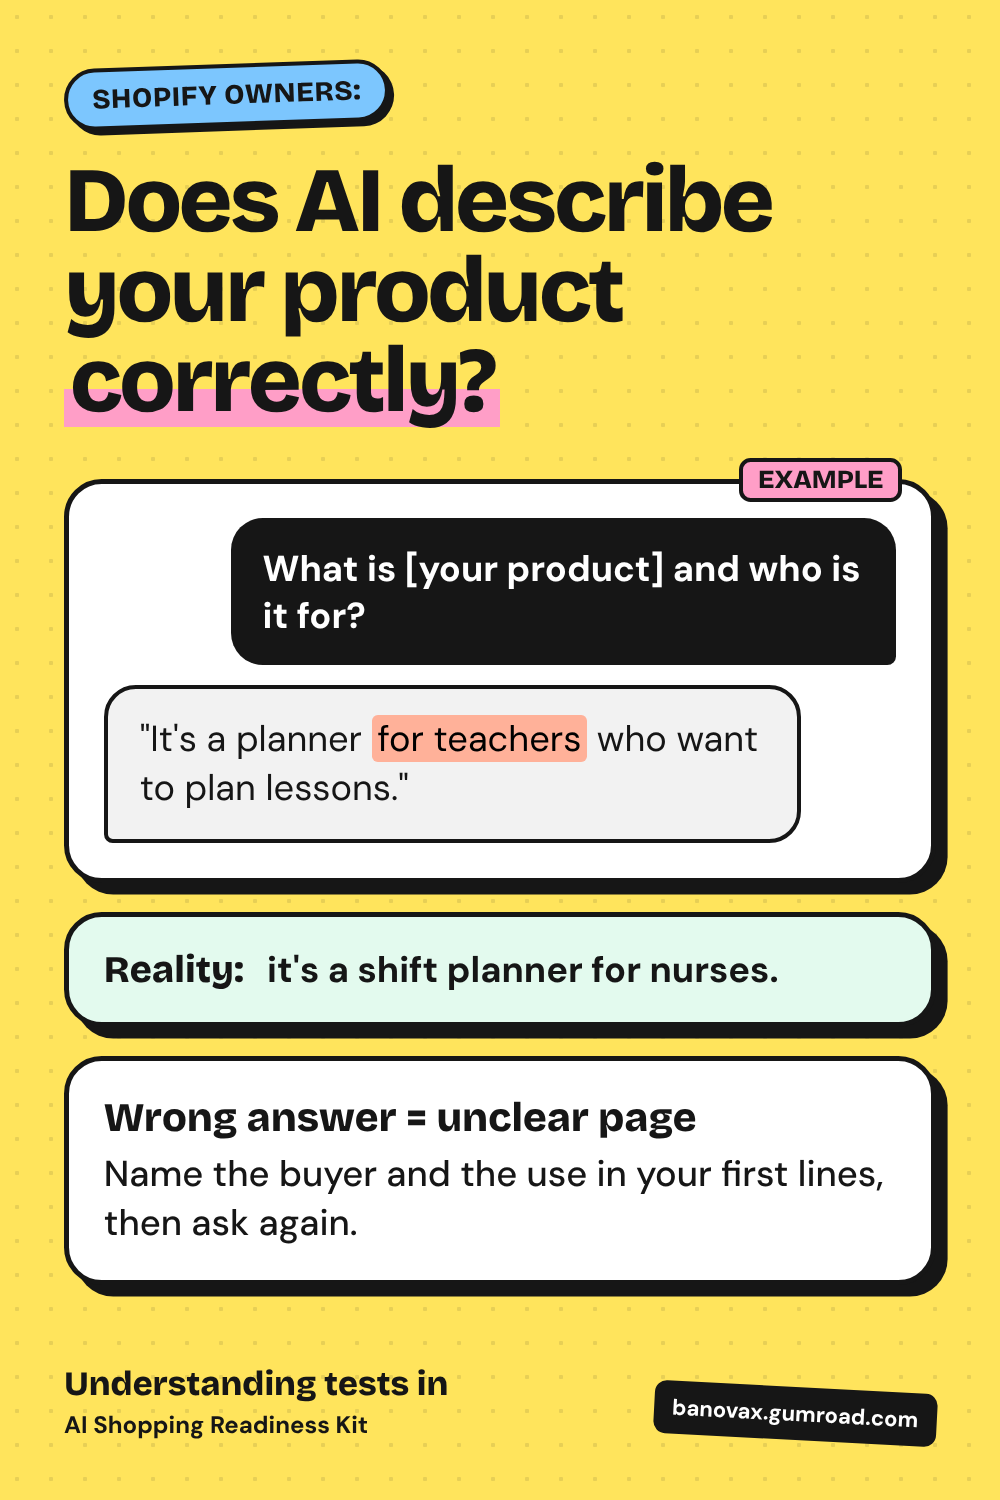 SHOPIFY OWNERS:
Does AI describe
your product
correctly?
EXAMPLE
What is [your product] and who is
it for?
"It's a planner for teachers who want
to plan lessons."
Reality: it's a shift planner for nurses.
Wrong answer = unclear page
Name the buyer and the use in your first lines,
then ask again.
Understanding tests in
AI Shopping Readiness Kit
banovax.gumroad.com